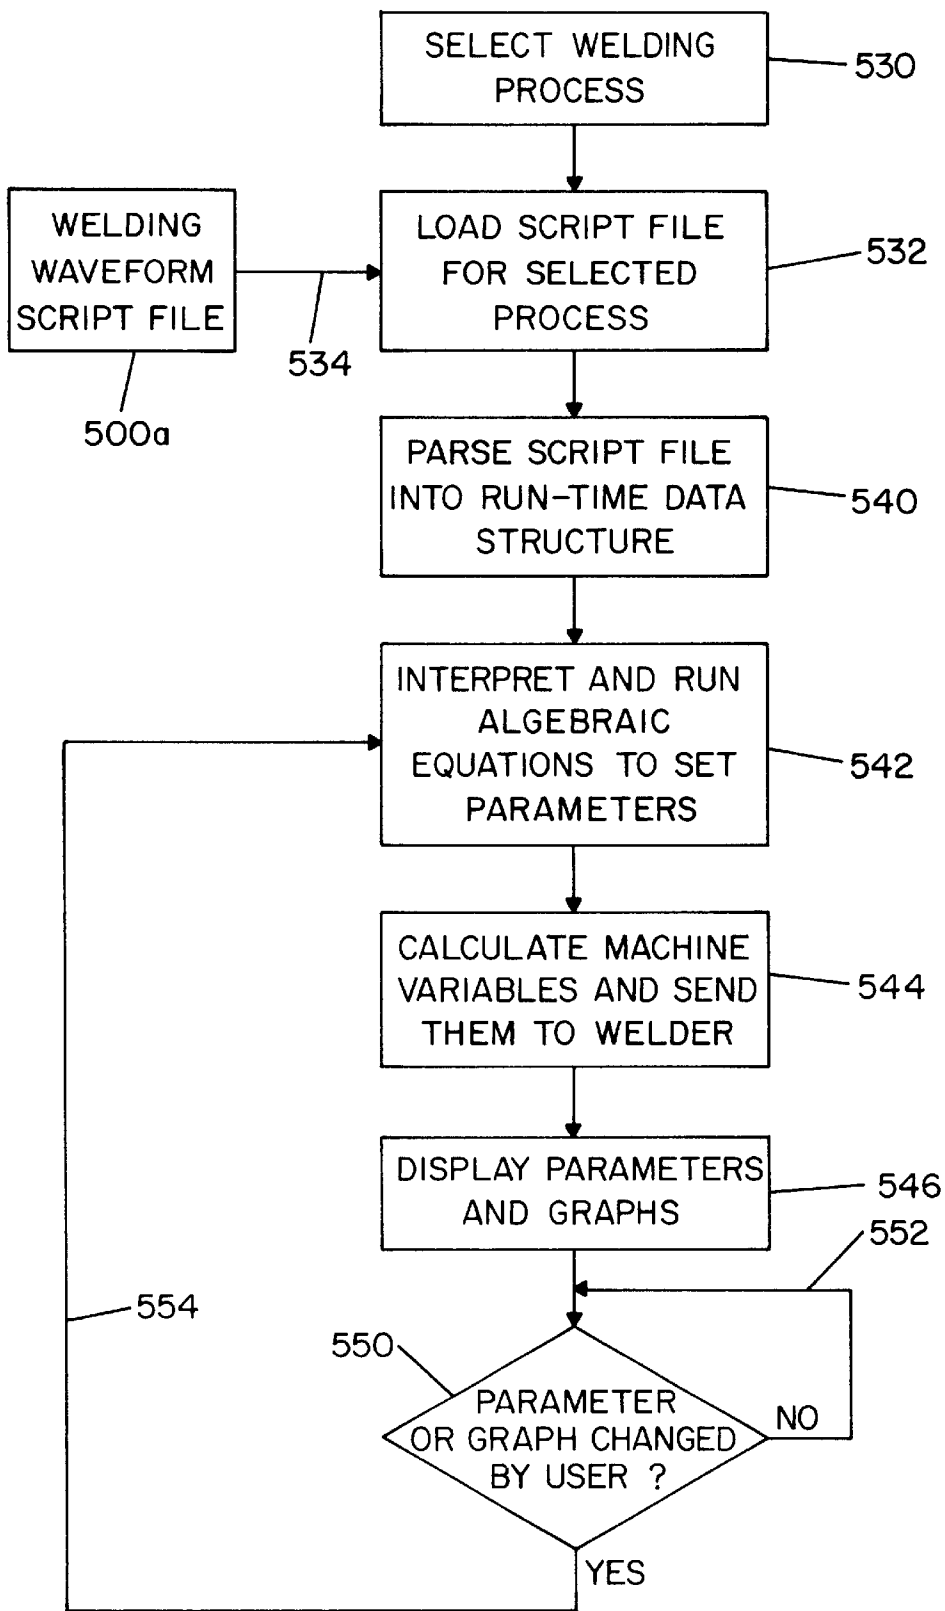 SELECT WELDING
PROCESS
530
WELDING
WAVEFORM
SCRIPT FILE
500a
534
LOAD SCRIPT FILE
FOR SELECTED
PROCESS
532
PARSE SCRIPT FILE
INTO RUN-TIME DATA
STRUCTURE
540
INTERPRET AND RUN
ALGEBRAIC
EQUATIONS TO SET
PARAMETERS
542
CALCULATE MACHINE
VARIABLES AND SEND
THEM TO WELDER
544
DISPLAY PARAMETERS
AND GRAPHS
546
552
554
550
PARAMETER
OR GRAPH CHANGED
BY USER ?
NO
YES